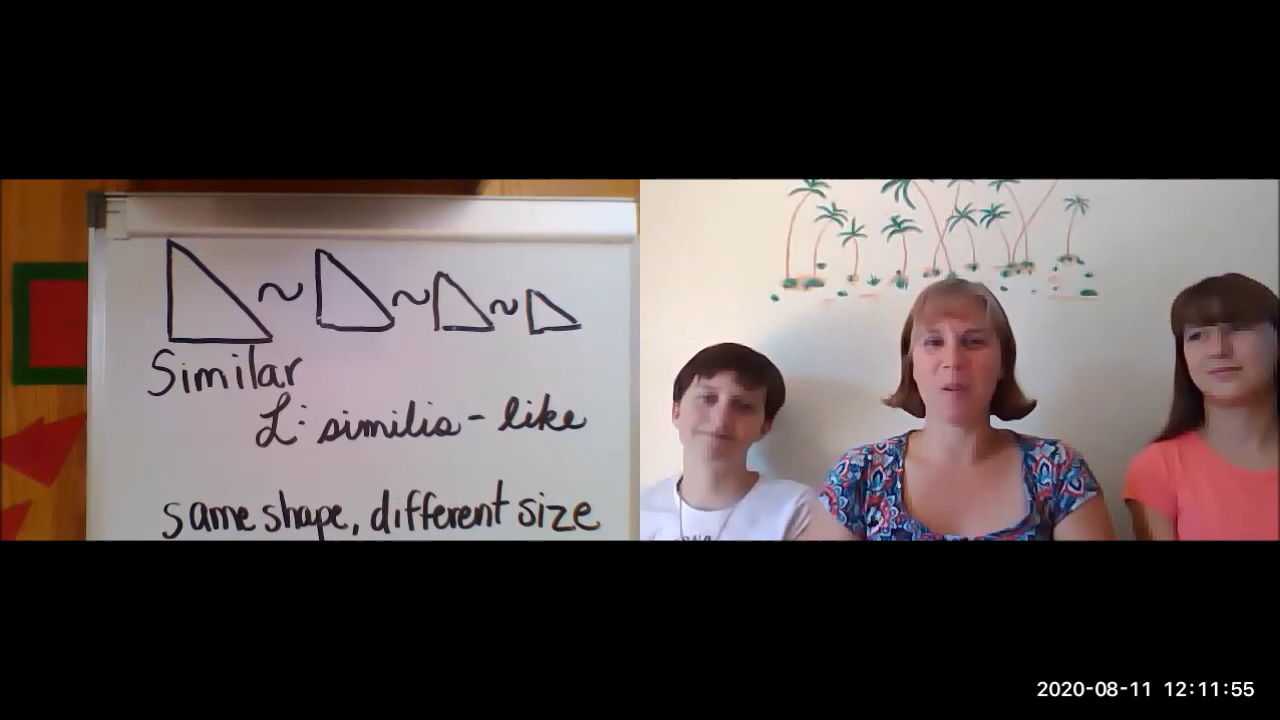 ~ ~ ~
Similar
L: similis - like
same shape, different size
2020-08-11 12:11:55